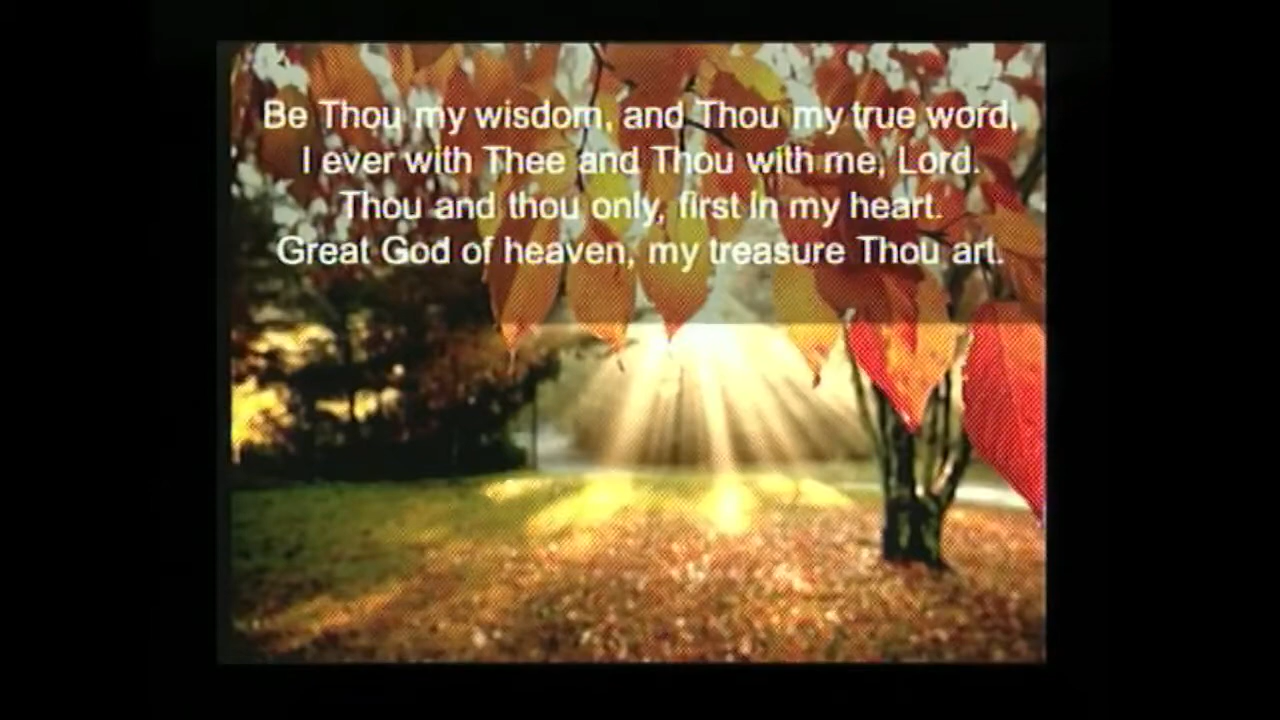 Be Thou my wisdom, and Thou my true word,
I ever with Thee and Thou with me, Lord.
Thou and thou only, first in my heart.
Great God of heaven, my treasure Thou art.